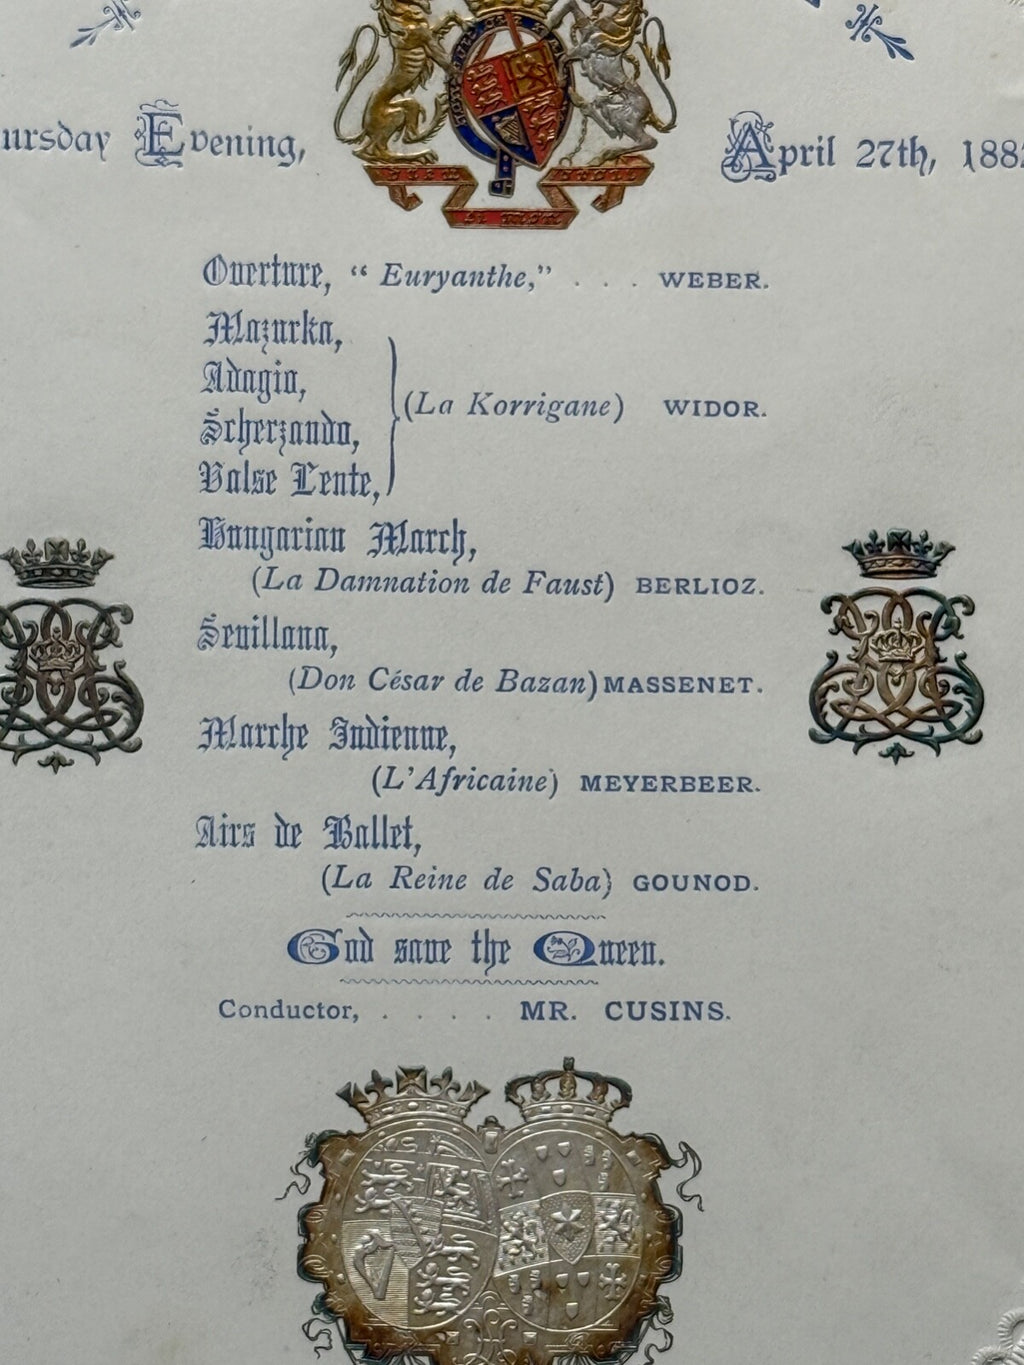 ursday Evening, April 27th, 188
Overture, " Euryanthe," . . . WEBER.
Mazurka,
Adagio,
(La Korrigane) WIDOR.
Scherzando,
Valse Lente,
Hungarian March,
(La Damnation de Faust) BERLIOZ.
Sevillana,
(Don César de Bazan) MASSENET.
Marche Indienne,
(L'Africaine) MEYERBEER.
Airs de Ballet,
(La Reine de Saba) GOUNOD.
God save the Queen.
Conductor, . . . . MR. CUSINS.